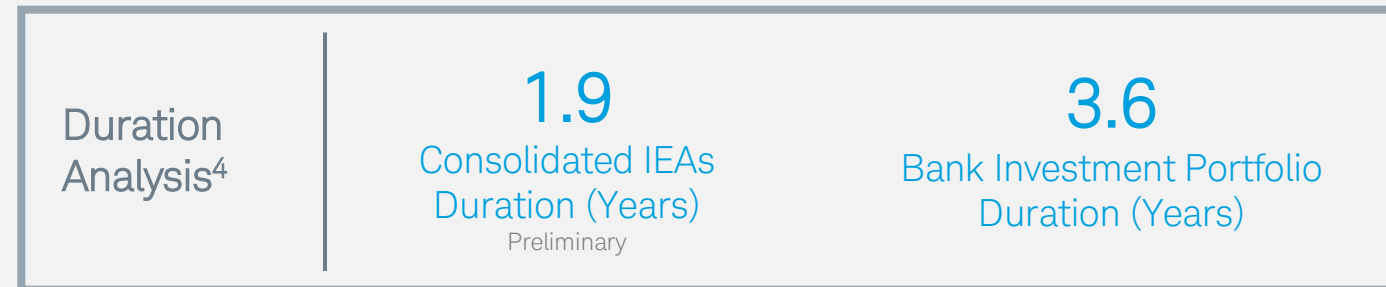 Duration
Analysis⁴
1.9
Consolidated IEAs
Duration (Years)
Preliminary
3.6
Bank Investment Portfolio
Duration (Years)